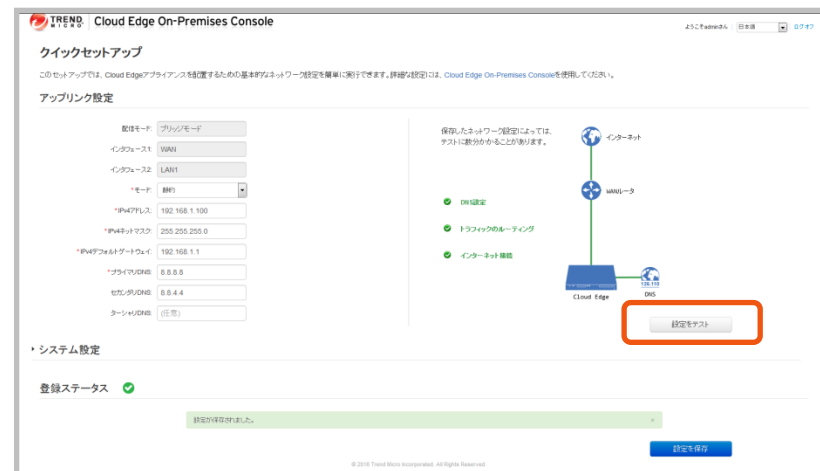 TREND MICRO Cloud Edge On-Premises Console
ようこそadminさん 日本語 ログオフ
クイックセットアップ
このセットアップでは、Cloud Edgeアプライアンスを配置するための基本的なネットワーク設定を簡単に実行できます。詳細な設定には、Cloud Edge On-Premises Consoleを使用してください。
アップリンク設定
配信モード: ブリッジモード
インタフェース1: WAN
インタフェース2: LAN1
*モード: 静的
*IPv4アドレス: 192.168.1.100
*IPv4ネットマスク: 255.255.255.0
*IPv4デフォルトゲートウェイ: 192.168.1.1
*プライマリDNS: 8.8.8.8
セカンダリDNS: 8.8.4.4
ターシャリDNS: (任意)
保存したネットワーク設定によっては、
テストに数分かかることがあります。
DNS設定
トラフィックのルーティング
インターネット接続
インターネット
WANルータ
Cloud Edge
DNS
設定をテスト
システム設定
登録ステータス
設定が保存されました。
設定を保存
© 2016 Trend Micro Incorporated. All Rights Reserved.